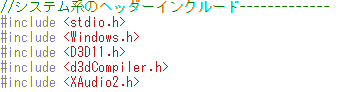 //システム系のヘッダーインクルード-------------
#include <stdio.h>
#include <Windows.h>
#include <D3D11.h>
#include <d3dCompiler.h>
#include <XAudio2.h>